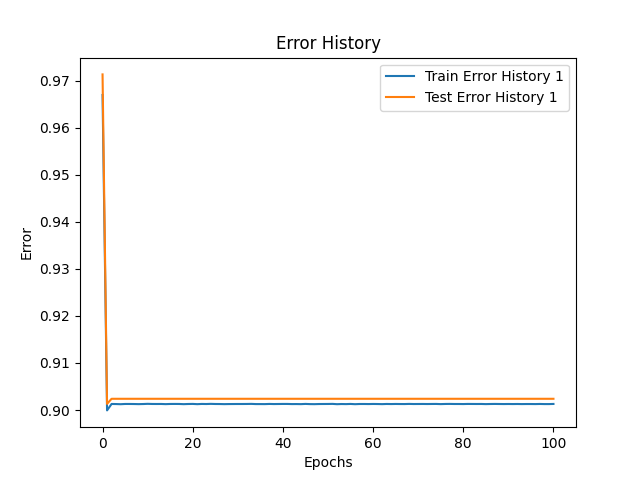 Error History
Train Error History 1
Test Error History 1
0.97
0.96
0.95
0.94
0.93
0.92
0.91
0.90
Error
0 20 40 60 80 100
Epochs